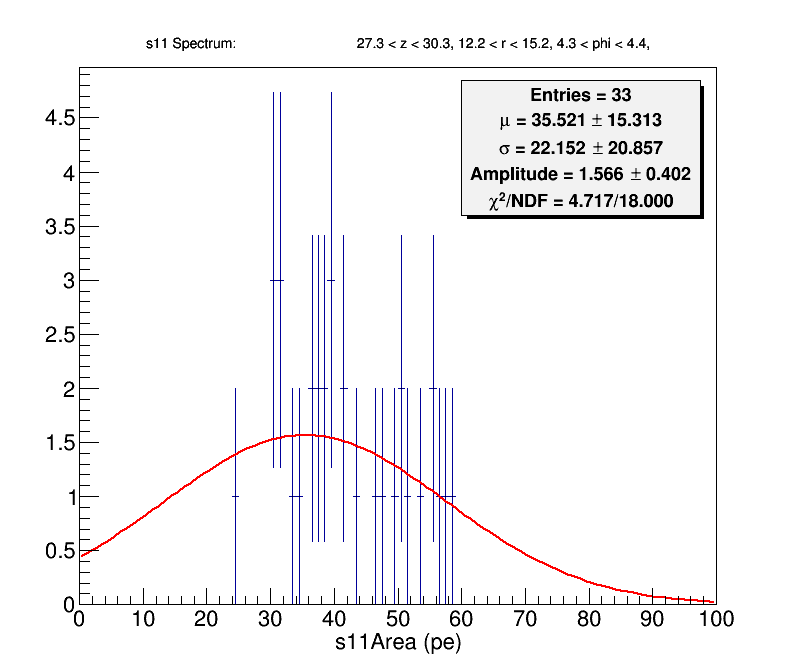 s11 Spectrum: 27.3 < z < 30.3, 12.2 < r < 15.2, 4.3 < phi < 4.4,
Entries = 33
μ = 35.521 ± 15.313
σ = 22.152 ± 20.857
Amplitude = 1.566 ± 0.402
χ²/NDF = 4.717/18.000
4.5
4
3.5
3
2.5
2
1.5
1
0.5
0
0 10 20 30 40 50 60 70 80 90 100
s11Area (pe)